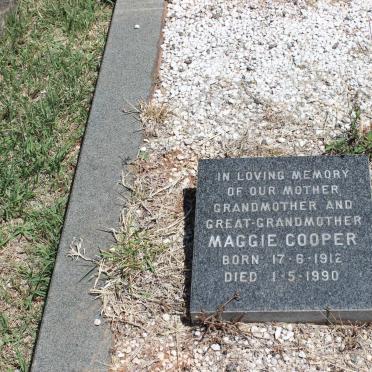 IN LOVING MEMORY
OF OUR MOTHER
GRANDMOTHER AND
GREAT-GRANDMOTHER
MAGGIE COOPER
BORN 17-6-1912
DIED 1-5-1990